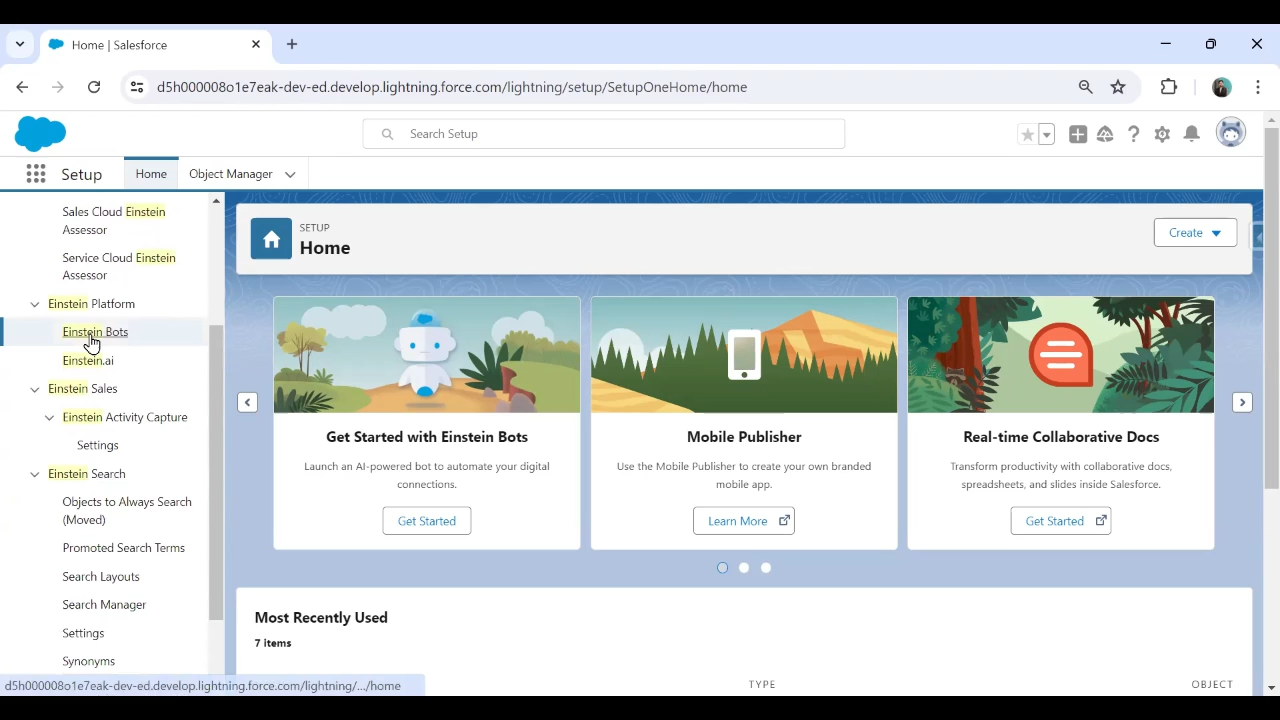 Home | Salesforce
d5h000008o1e7eak-dev-ed.develop.lightning.force.com/lightning/setup/SetupOneHome/home
Search Setup
Setup
Home
Object Manager
Sales Cloud Einstein
Assessor
Service Cloud Einstein
Assessor
Einstein Platform
Einstein Bots
Einstein.ai
Einstein Sales
Einstein Activity Capture
Settings
Einstein Search
Objects to Always Search
(Moved)
Promoted Search Terms
Search Layouts
Search Manager
Settings
Synonyms
SETUP
Home
Create
Get Started with Einstein Bots
Launch an AI-powered bot to automate your digital
connections.
Get Started
Mobile Publisher
Use the Mobile Publisher to create your own branded
mobile app.
Learn More
Real-time Collaborative Docs
Transform productivity with collaborative docs,
spreadsheets, and slides inside Salesforce.
Get Started
Most Recently Used
7 items
TYPE
OBJECT
d5h000008o1e7eak-dev-ed.develop.lightning.force.com/lightning/.../home